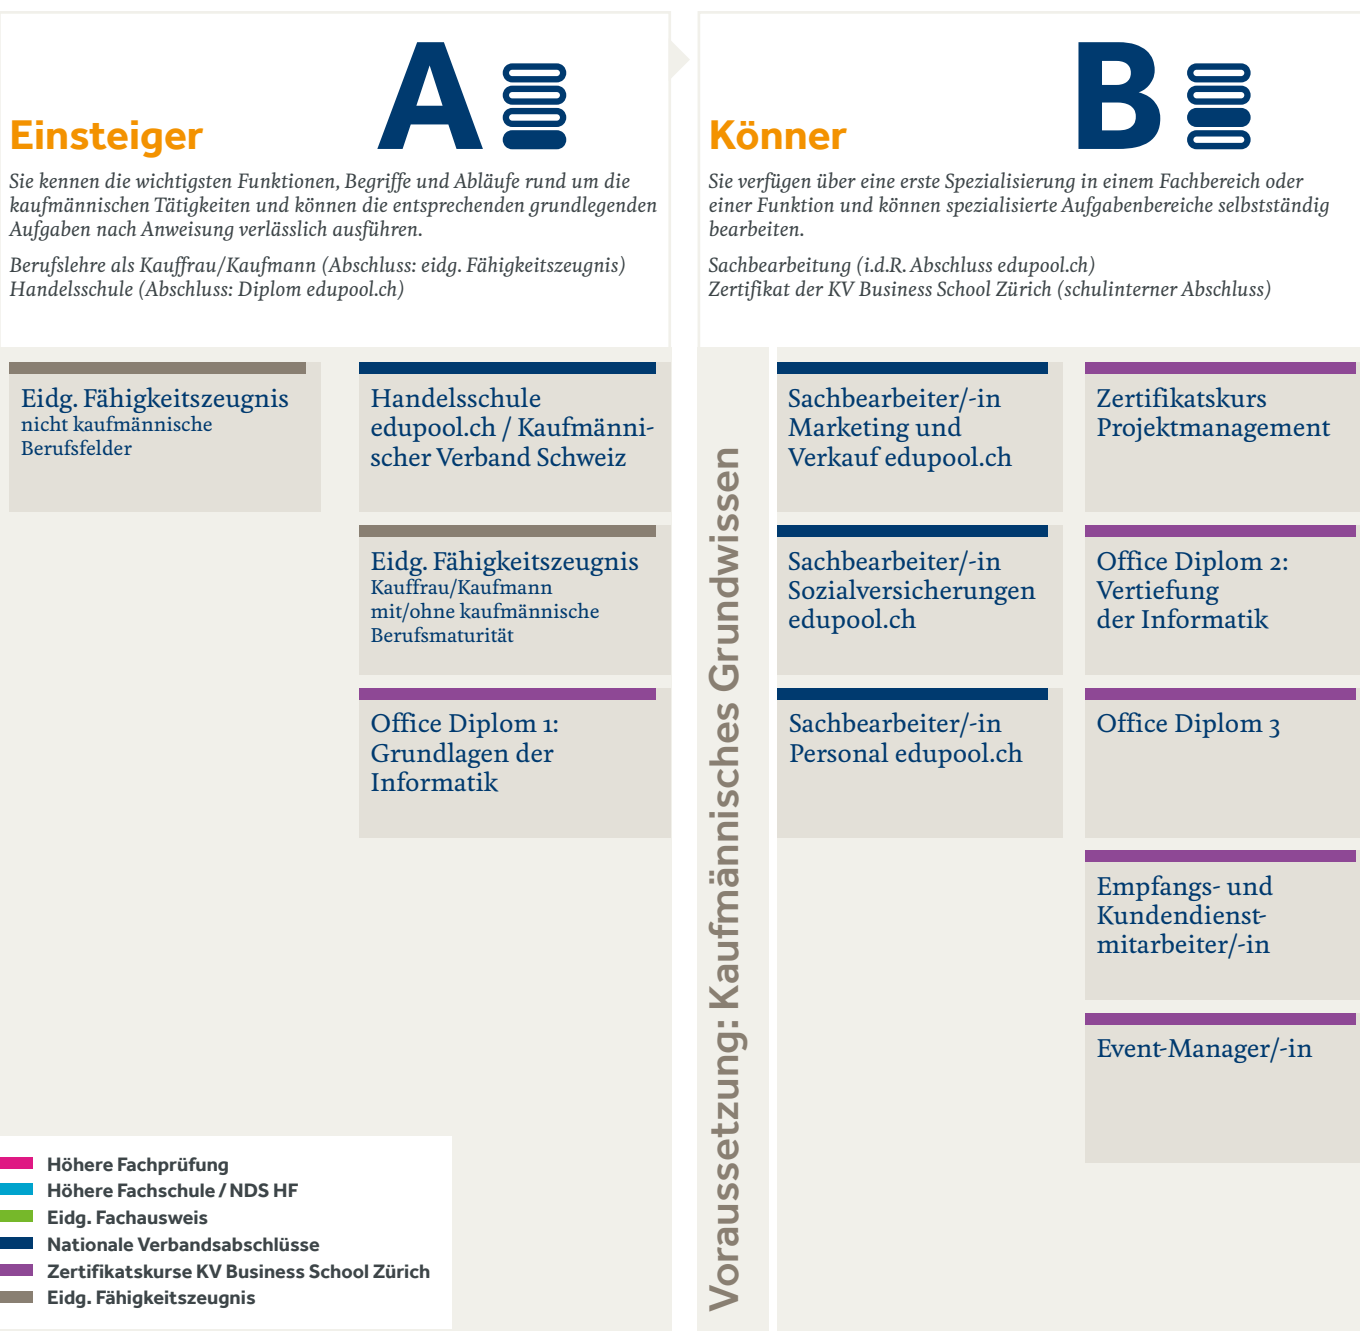 A
Einsteiger
Sie kennen die wichtigsten Funktionen, Begriffe und Abläufe rund um die
kaufmännischen Tätigkeiten und können die entsprechenden grundlegenden
Aufgaben nach Anweisung verlässlich ausführen.
Berufslehre als Kauffrau/Kaufmann (Abschluss: eidg. Fähigkeitszeugnis)
Handelsschule (Abschluss: Diplom edupool.ch)
Eidg. Fähigkeitszeugnis
nicht kaufmännische
Berufsfelder
Handelsschule
edupool.ch / Kaufmänni-
scher Verband Schweiz
Eidg. Fähigkeitszeugnis
Kauffrau/Kaufmann
mit/ohne kaufmännische
Berufsmaturität
Office Diplom 1:
Grundlagen der
Informatik
Höhere Fachprüfung
Höhere Fachschule / NDS HF
Eidg. Fachausweis
Nationale Verbandsabschlüsse
Zertifikatskurse KV Business School Zürich
Eidg. Fähigkeitszeugnis
B
Könner
Sie verfügen über eine erste Spezialisierung in einem Fachbereich oder
einer Funktion und können spezialisierte Aufgabenbereiche selbstständig
bearbeiten.
Sachbearbeitung (i.d.R. Abschluss edupool.ch)
Zertifikat der KV Business School Zürich (schulinterner Abschluss)
Voraussetzung: Kaufmännisches Grundwissen
Sachbearbeiter/-in
Marketing und
Verkauf edupool.ch
Sachbearbeiter/-in
Sozialversicherungen
edupool.ch
Sachbearbeiter/-in
Personal edupool.ch
Zertifikatskurs
Projektmanagement
Office Diplom 2:
Vertiefung
der Informatik
Office Diplom 3
Empfangs- und
Kundendienst-
mitarbeiter/-in
Event-Manager/-in